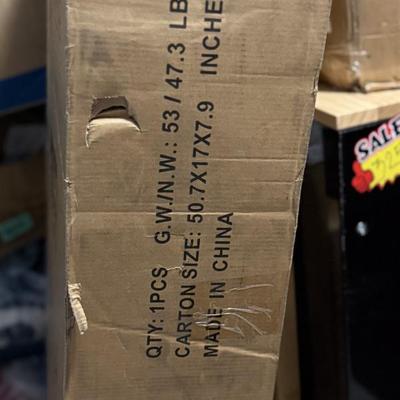 QTY: 1PCS G.W./N.W.: 53 / 47.3 LB
CARTON SIZE: 50.7X17X7.9 INCHE
MADE IN CHINA
SALE